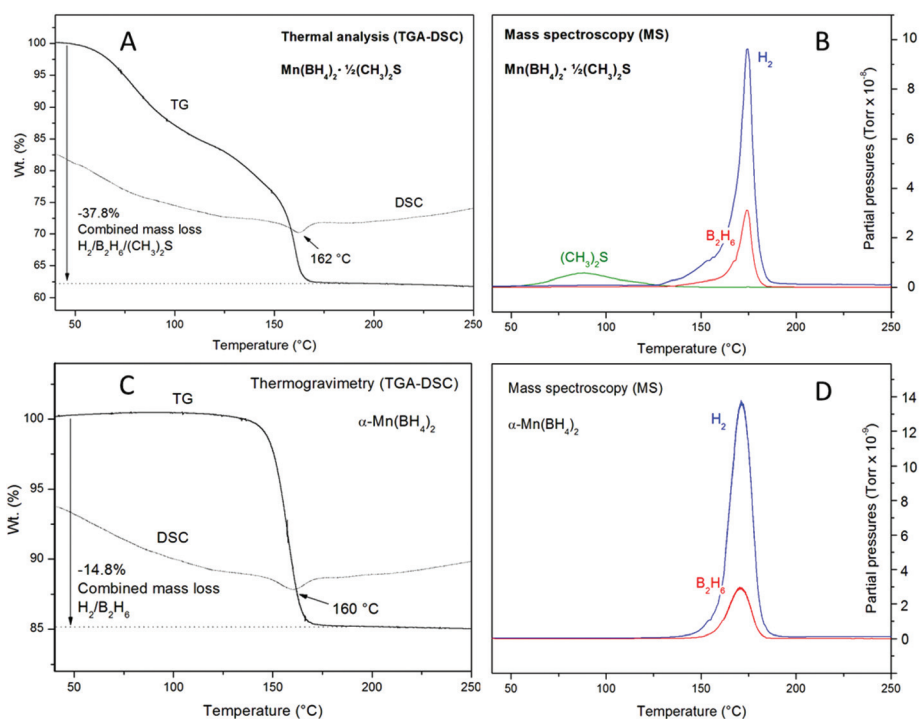 A
Thermal analysis (TGA-DSC)
Mn(BH₄)₂· ½(CH₃)₂S
TG
DSC
-37.8%
Combined mass loss
H₂/B₂H₆/(CH₃)₂S
162 °C
Wt. (%)
100
95
90
85
80
75
70
65
60
50 100 150 200 250
Temperature (°C)
Mass spectroscopy (MS)
B
Mn(BH₄)₂· ½(CH₃)₂S
H₂
B₂H₆
(CH₃)₂S
Partial pressures (Torr x 10⁻⁸)
10
8
6
4
2
0
50 100 150 200 250
Temperature (°C)
C
Thermogravimetry (TGA-DSC)
TG
α-Mn(BH₄)₂
DSC
-14.8%
Combined mass loss
H₂/B₂H₆
160 °C
Wt. (%)
100
95
90
85
50 100 150 200 250
Temperature (°C)
Mass spectroscopy (MS)
D
α-Mn(BH₄)₂
H₂
B₂H₆
Partial pressures (Torr x 10⁻⁹)
14
12
10
8
6
4
2
0
50 100 150 200 250
Temperature (°C)